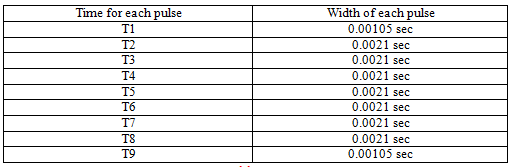 Time for each pulse Width of each pulse
T1 0.00105 sec
T2 0.0021 sec
T3 0.0021 sec
T4 0.0021 sec
T5 0.0021 sec
T6 0.0021 sec
T7 0.0021 sec
T8 0.0021 sec
T9 0.00105 sec